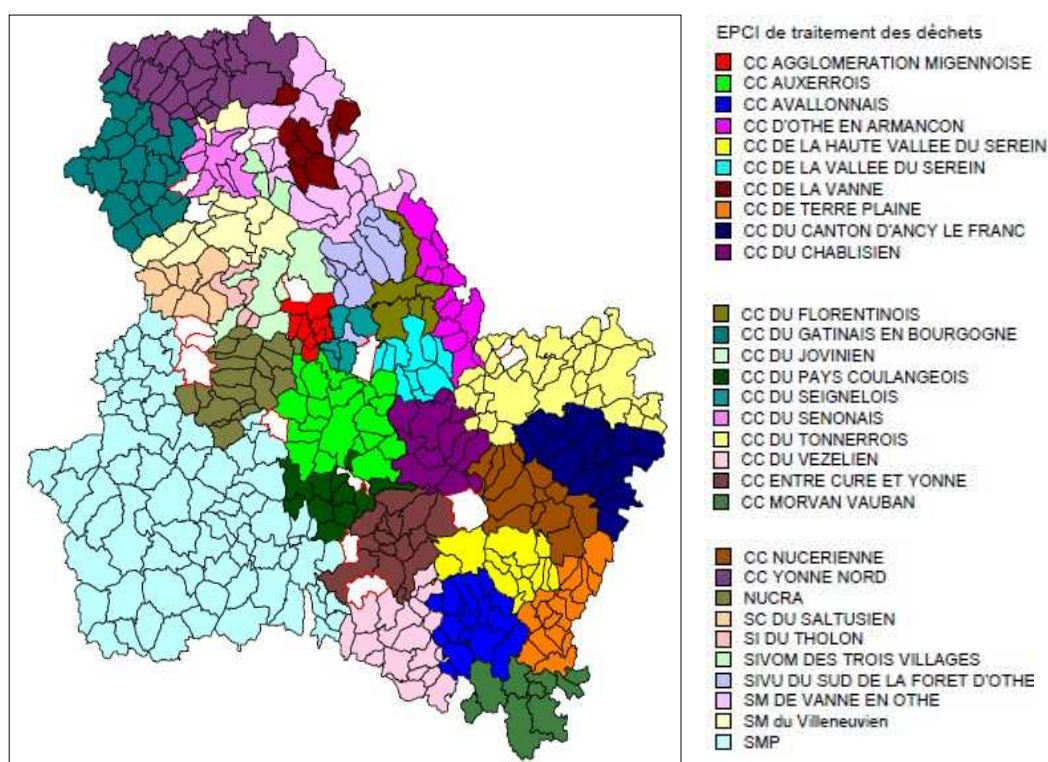 EPCI de traitement des déchets
CC AGGLOMERATION MIGENNOISE
CC AUXERROIS
CC AVALLONNAIS
CC D'OTHE EN ARMANCON
CC DE LA HAUTE VALLEE DU SEREIN
CC DE LA VALLEE DU SEREIN
CC DE LA VANNE
CC DE TERRE PLAINE
CC DU CANTON D'ANCY LE FRANC
CC DU CHABLISIEN
CC DU FLORENTINOIS
CC DU GATINAIS EN BOURGOGNE
CC DU JOVINIEN
CC DU PAYS COULANGEOIS
CC DU SEIGNELOIS
CC DU SENONAIS
CC DU TONNERROIS
CC DU VEZELIEN
CC ENTRE CURE ET YONNE
CC MORVAN VAUBAN
CC NUCERIENNE
CC YONNE NORD
NUCRA
SC DU SALTUSIEN
SI DU THOLON
SIVOM DES TROIS VILLAGES
SIVU DU SUD DE LA FORET D'OTHE
SM DE VANNE EN OTHE
SM du Villeneuvien
SMP